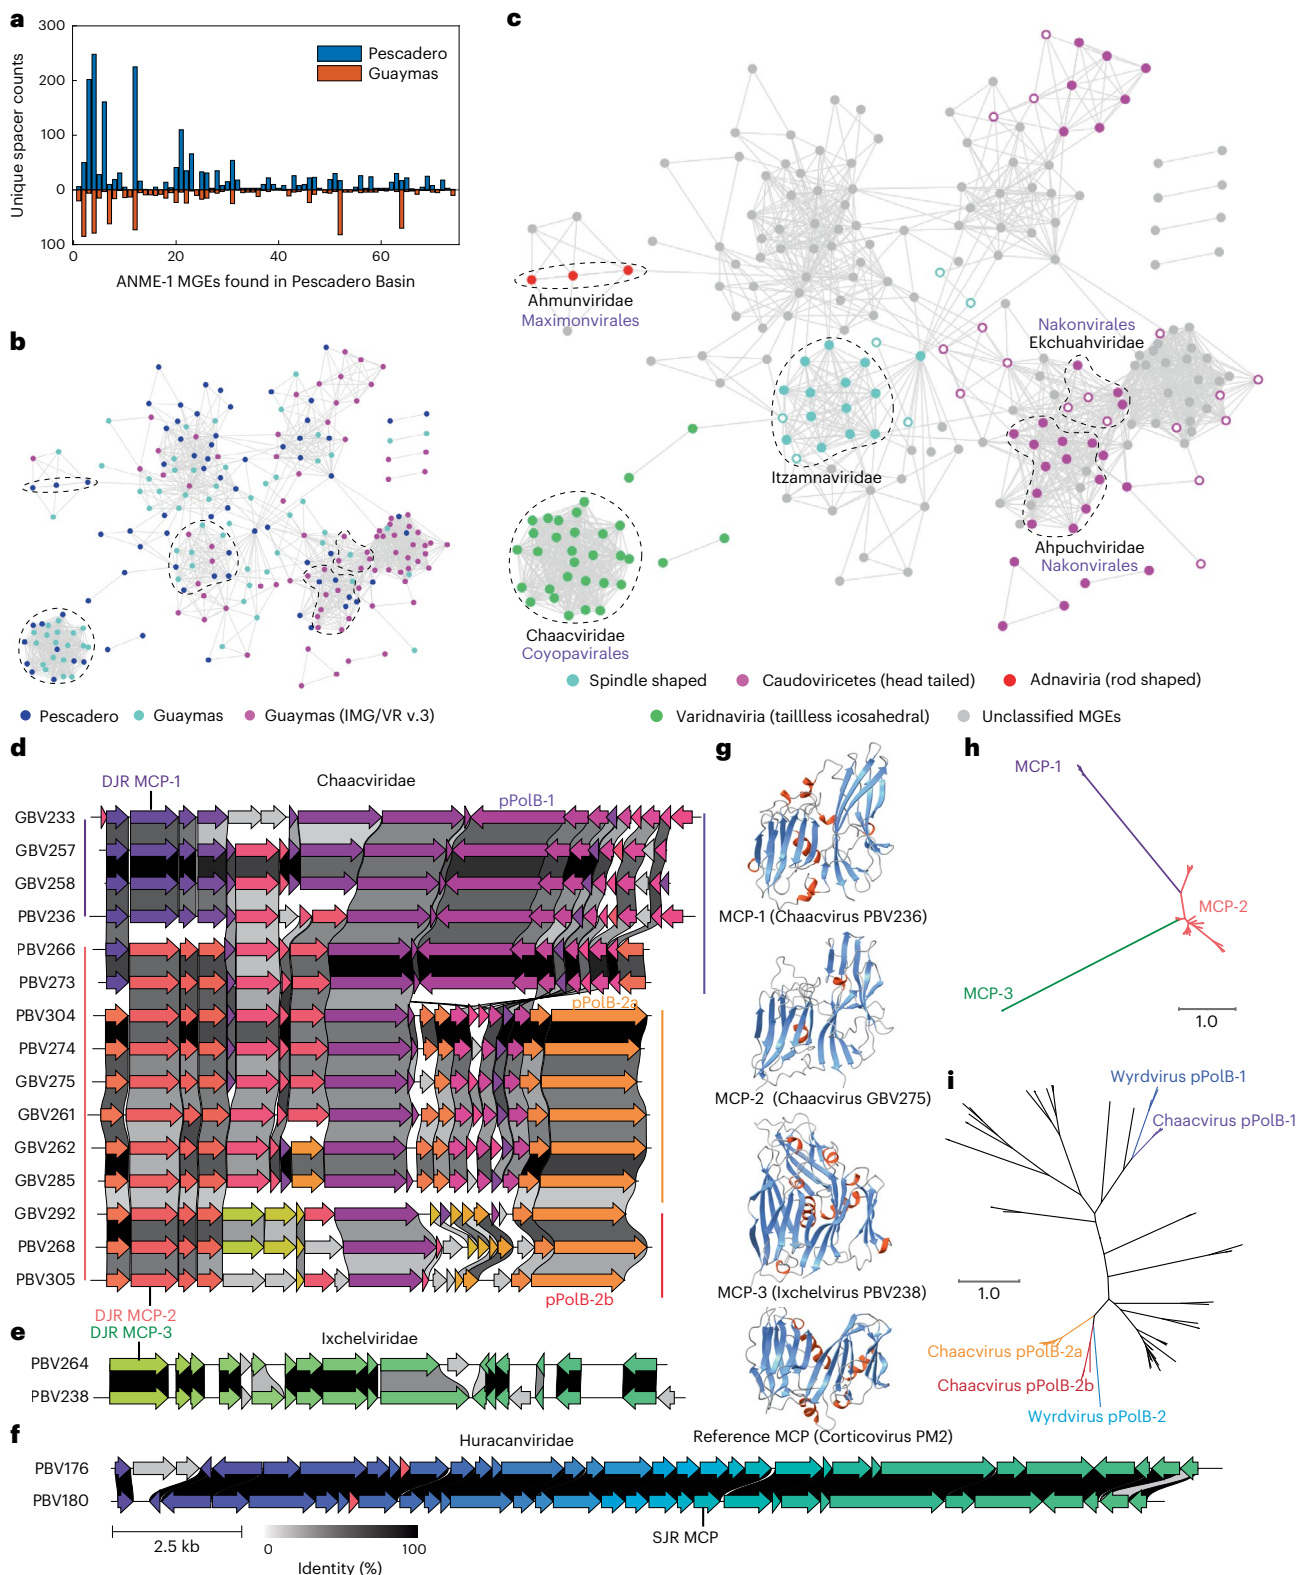 a
300
200
100
0
100
Unique spacer counts
Pescadero
Guaymas
0
20
40
60
ANME-1 MGEs found in Pescadero Basin
b
Pescadero
Guaymas
Guaymas (IMG/VR v.3)
c
Ahmunviridae
Maximonvirales
Nakonvirales
Ekchuahviridae
Itzamnaviridae
Ahpuchviridae
Nakonvirales
Chaacviridae
Coyopavirales
Spindle shaped
Caudoviricetes (head tailed)
Adnaviria (rod shaped)
Varidnaviria (taillless icosahedral)
Unclassified MGEs
d
DJR MCP-1
Chaacviridae
pPolB-1
GBV233
GBV257
GBV258
PBV236
PBV266
PBV273
pPolB-2a
PBV304
PBV274
GBV275
GBV261
GBV262
GBV285
GBV292
PBV268
PBV305
pPolB-2b
DJR MCP-2
e
DJR MCP-3
Ixchelviridae
PBV264
PBV238
f
Huracanviridae
PBV176
PBV180
SJR MCP
2.5 kb
0
100
Identity (%)
g
MCP-1 (Chaacvirus PBV236)
MCP-2 (Chaacvirus GBV275)
MCP-3 (Ixchelvirus PBV238)
Reference MCP (Corticovirus PM2)
h
MCP-1
MCP-2
MCP-3
1.0
i
Wyrdvirus pPolB-1
Chaacvirus pPolB-1
1.0
Chaacvirus pPolB-2a
Chaacvirus pPolB-2b
Wyrdvirus pPolB-2